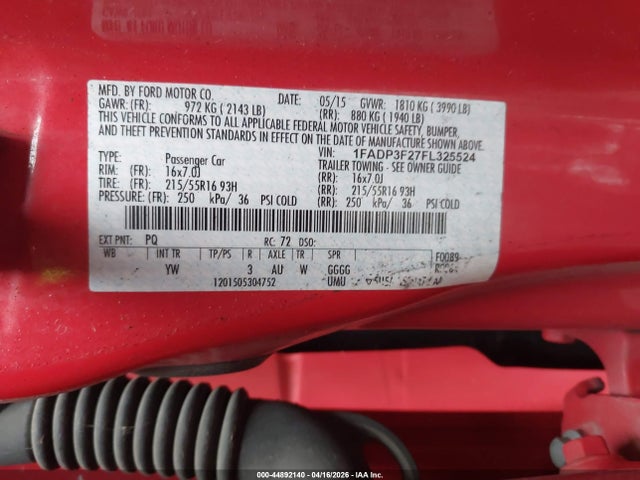 MFD. BY FORD MOTOR CO.
DATE: 05/15 GVWR: 1810 KG ( 3990 LB)
GAWR: (FR): 972 KG ( 2143 LB) (RR): 880 KG ( 1940 LB)
THIS VEHICLE CONFORMS TO ALL APPLICABLE FEDERAL MOTOR VEHICLE SAFETY, BUMPER,
AND THEFT PREVENTION STANDARDS IN EFFECT ON THE DATE OF MANUFACTURE SHOWN ABOVE.
VIN: 1FADP3F27FL325524
TYPE: Passenger Car TRAILER TOWING - SEE OWNER GUIDE
RIM: (FR): 16x7.0J (RR): 16x7.0J
TIRE: (FR): 215/55R16 93H (RR): 215/55R16 93H
PRESSURE: (FR): 250 kPa/ 36 PSI COLD (RR): 250 kPa/ 36 PSI COLD
EXT PNT: PQ RC: 72 DSO:
WB INT TR TP/PS R AXLE TR SPR F0089
YW 3 AU W GGGG
1201505304752 UMU
000-44892140 - 04/16/2026 - IAAI.COM